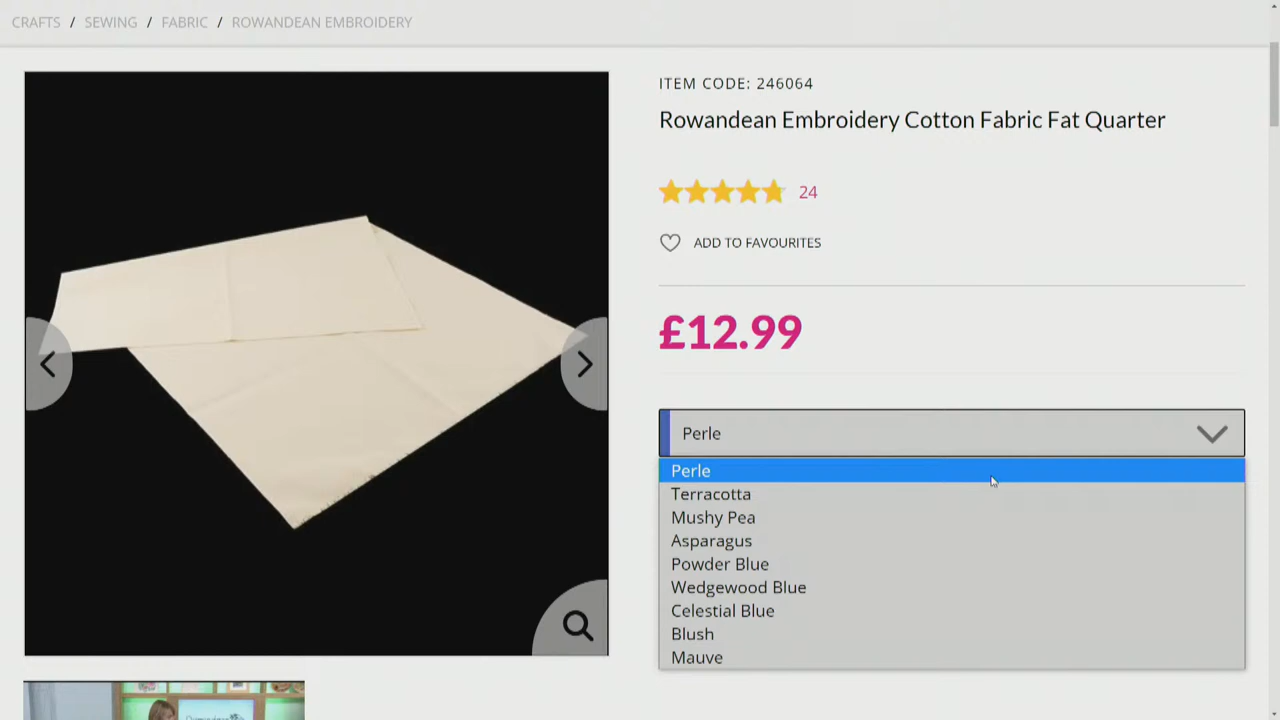 CRAFTS / SEWING / FABRIC / ROWANDEAN EMBROIDERY
ITEM CODE: 246064
Rowandean Embroidery Cotton Fabric Fat Quarter
24
ADD TO FAVOURITES
£12.99
Perle
Perle
Terracotta
Mushy Pea
Asparagus
Powder Blue
Wedgewood Blue
Celestial Blue
Blush
Mauve